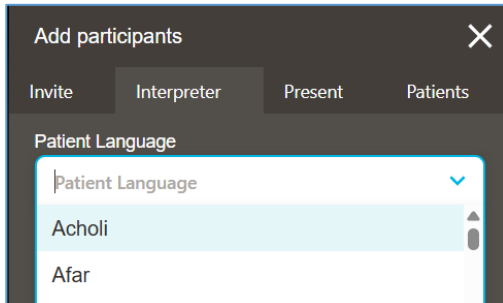 Add participants
Invite Interpreter Present Patients
Patient Language
Patient Language
Acholi
Afar